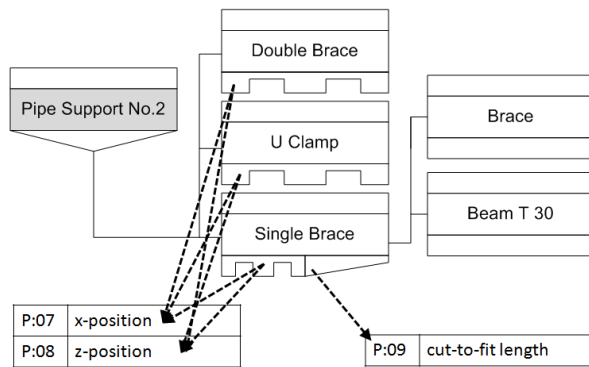 Double Brace
Pipe Support No.2
Brace
U Clamp
Single Brace
Beam T 30
P:07 x-position
P:08 z-position
P:09 cut-to-fit length